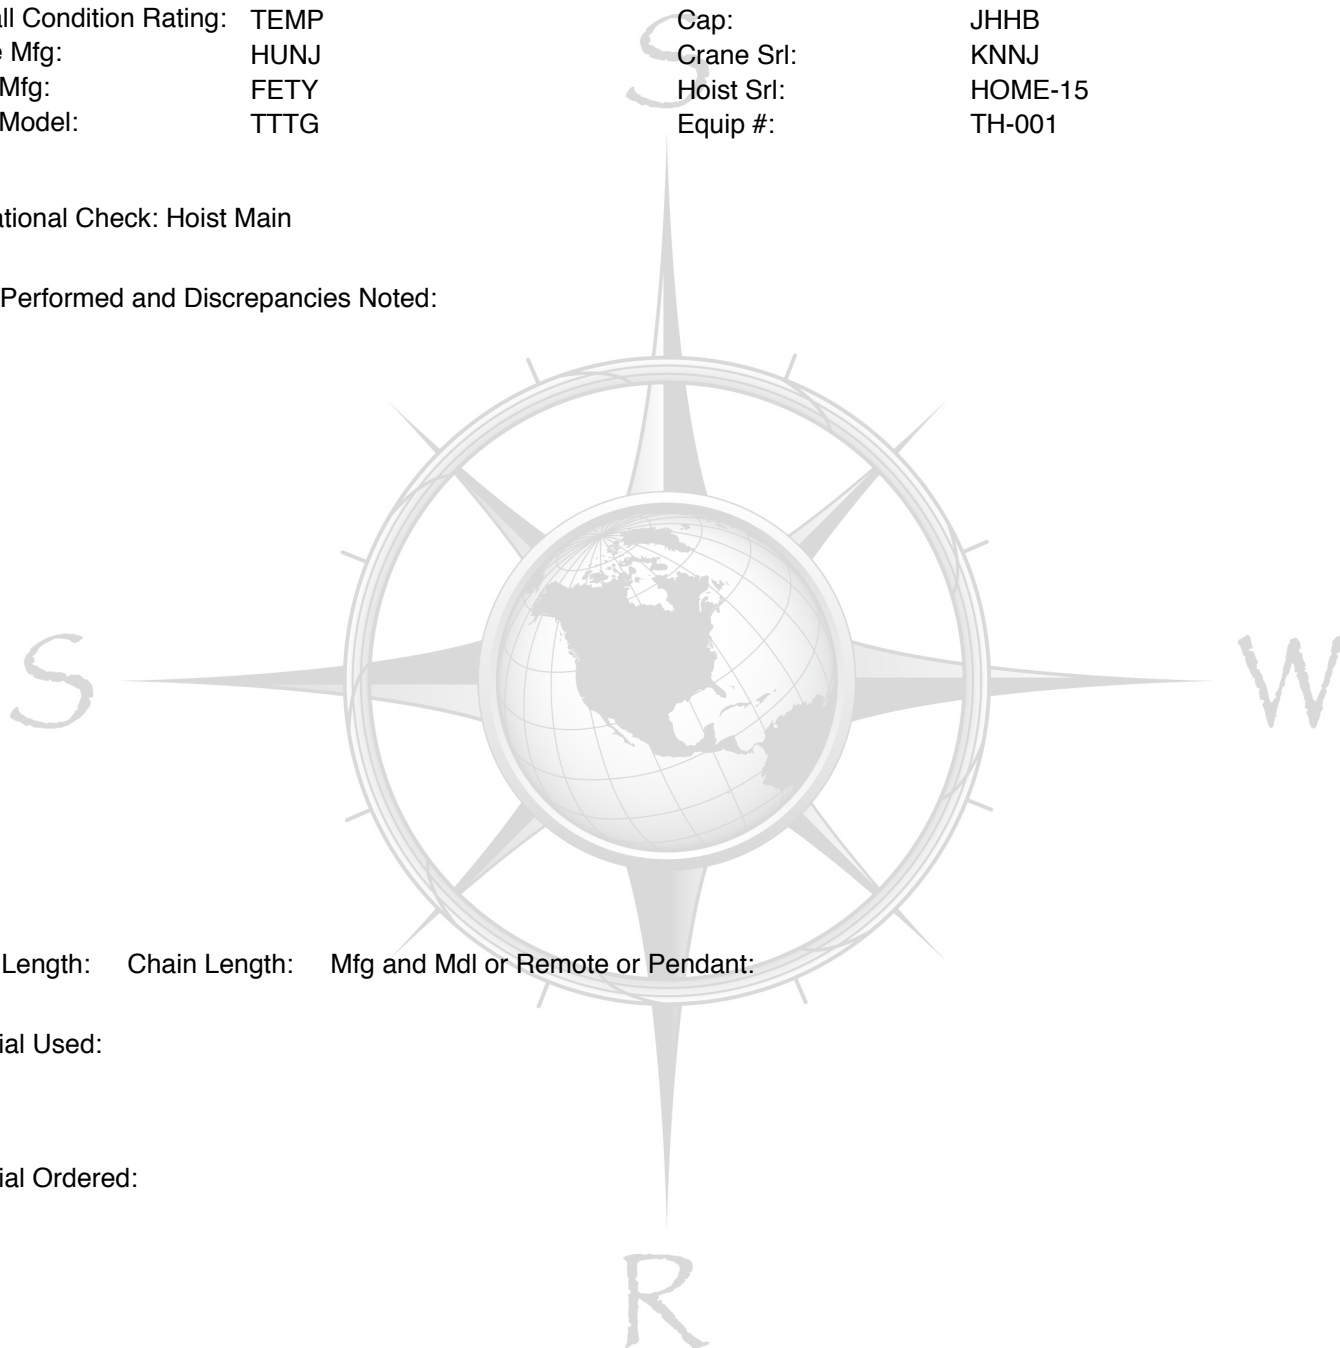 all Condition Rating: TEMP Cap: JHHB
e Mfg: HUNJ Crane Srl: KNNJ
Mfg: FETY Hoist Srl: HOME-15
Model: TTTG Equip #: TH-001
ational Check: Hoist Main
Performed and Discrepancies Noted:
Length: Chain Length: Mfg and Mdl or Remote or Pendant:
ial Used:
ial Ordered:
S
S W
R